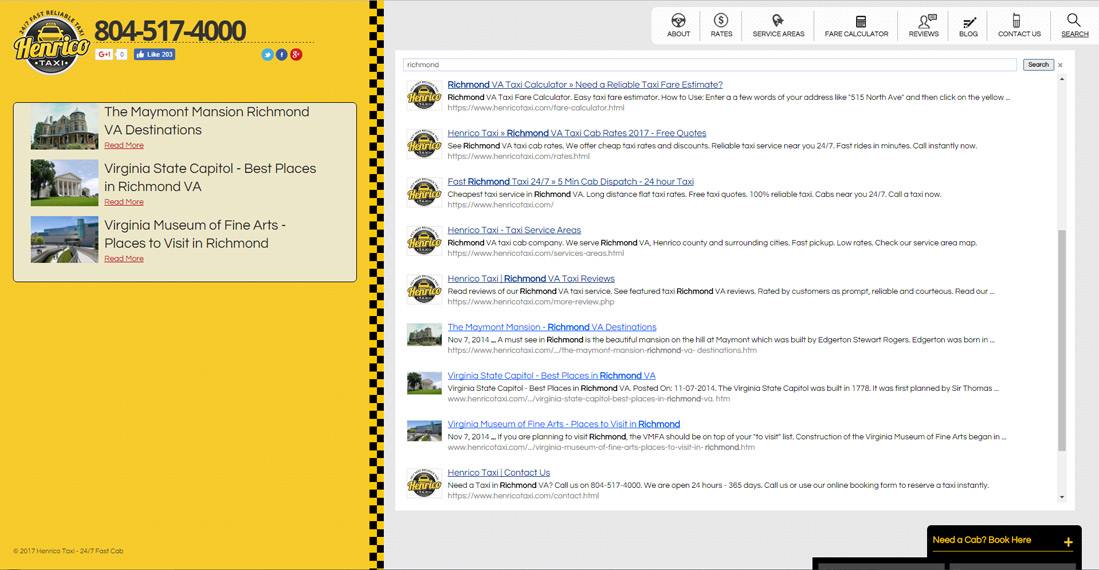 24/7 FAST RELIABLE TAXI
Henrico
TAXI
804-517-4000
G+1 0 Like 203
ABOUT
RATES
SERVICE AREAS
FARE CALCULATOR
REVIEWS
BLOG
CONTACT US
SEARCH
The Maymont Mansion Richmond
VA Destinations
Read More
Virginia State Capitol - Best Places
in Richmond VA
Read More
Virginia Museum of Fine Arts -
Places to Visit in Richmond
Read More
© 2017 Henrico Taxi - 24/7 Fast Cab
richmond
Search ×
Richmond VA Taxi Calculator » Need a Reliable Taxi Fare Estimate?
Richmond VA Taxi Fare Calculator. Easy taxi fare estimator. How to Use: Enter a a few words of your address like "515 North Ave" and then click on the yellow ...
https://www.henricotaxi.com/fare-calculator.html
Henrico Taxi » Richmond VA Taxi Cab Rates 2017 - Free Quotes
See Richmond VA taxi cab rates. We offer cheap taxi rates and discounts. Reliable taxi service near you 24/7. Fast rides in minutes. Call instantly now.
https://www.henricotaxi.com/rates.html
Fast Richmond Taxi 24/7 » 5 Min Cab Dispatch - 24 hour Taxi
Cheapest taxi service in Richmond VA. Long distance flat taxi rates. Free taxi quotes. 100% reliable taxi. Cabs near you 24/7. Call a taxi now.
https://www.henricotaxi.com/
Henrico Taxi - Taxi Service Areas
Richmond VA taxi cab company. We serve Richmond VA, Henrico county and surrounding cities. Fast pickup. Low rates. Check our service area map.
https://www.henricotaxi.com/services-areas.html
Henrico Taxi | Richmond VA Taxi Reviews
Read reviews of our Richmond VA taxi service. See featured taxi Richmond VA reviews. Rated by customers as prompt, reliable and courteous. Read our ...
https://www.henricotaxi.com/more-review.php
The Maymont Mansion - Richmond VA Destinations
Nov 7, 2014 ... A must see in Richmond is the beautiful mansion on the hill at Maymont which was built by Edgerton Stewart Rogers. Edgerton was born in ...
https://www.henricotaxi.com/.../the-maymont-mansion-richmond-va- destinations.htm
Virginia State Capitol - Best Places in Richmond VA
Virginia State Capitol - Best Places in Richmond VA. Posted On: 11-07-2014. The Virginia State Capitol was built in 1778. It was first planned by Sir Thomas ...
www.henricotaxi.com/.../virginia-state-capitol-best-places-in-richmond-va. htm
Virginia Museum of Fine Arts - Places to Visit in Richmond
Nov 7, 2014 ... If you are planning to visit Richmond, the VMFA should be on top of your "to visit" list. Construction of the Virginia Museum of Fine Arts began in ...
www.henricotaxi.com/.../virginia-museum-of-fine-arts-places-to-visit-in- richmond.htm
Henrico Taxi | Contact Us
Need a Taxi in Richmond VA? Call us on 804-517-4000. We are open 24 hours - 365 days. Call us or use our online booking form to reserve a taxi instantly.
https://www.henricotaxi.com/contact.html
Need a Cab? Book Here +